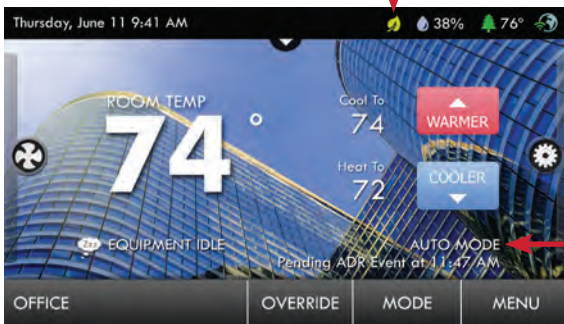 Thursday, June 11 9:41 AM
38%
76°
ROOM TEMP
74°
Cool To
74
WARMER
Heat To
72
COOLER
Zzz
EQUIPMENT IDLE
AUTO MODE
Pending ADR Event at 11:47 AM
OFFICE
OVERRIDE
MODE
MENU